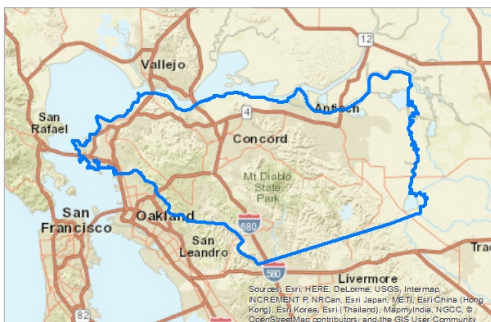 12
Vallejo
San
Rafael
Antioch
4
Concord
Mt Diablo
State
Park
San
Francisco
Oakland
680
San
Leandro
580
Livermore
Trac
82
Sources: Esri, HERE, DeLorme, USGS, Intermap,
INCREMENT P, NRCan, Esri Japan, METI, Esri China (Hong
Kong), Esri Korea, Esri (Thailand), MapmyIndia, NGCC, ©
OpenStreetMap contributors, and the GIS User Community